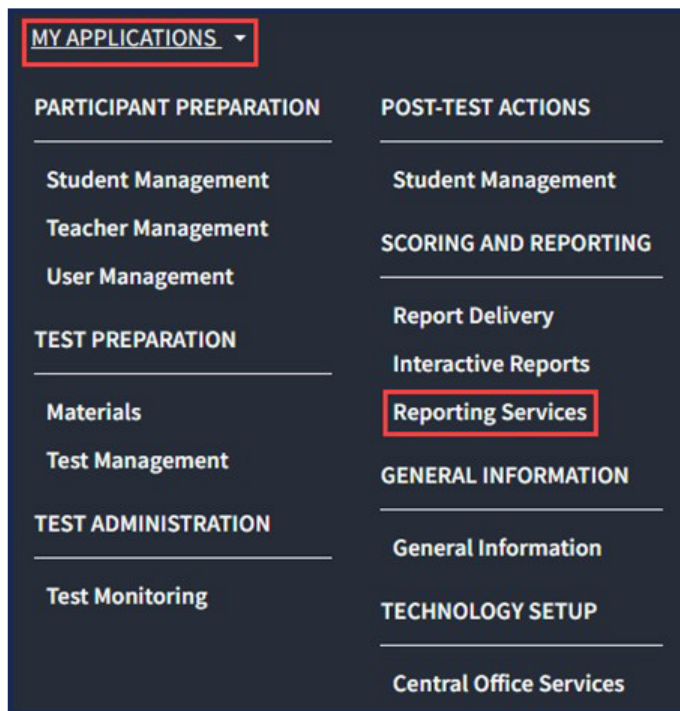 MY APPLICATIONS
PARTICIPANT PREPARATION
Student Management
Teacher Management
User Management
TEST PREPARATION
Materials
Test Management
TEST ADMINISTRATION
Test Monitoring
POST-TEST ACTIONS
Student Management
SCORING AND REPORTING
Report Delivery
Interactive Reports
Reporting Services
GENERAL INFORMATION
General Information
TECHNOLOGY SETUP
Central Office Services